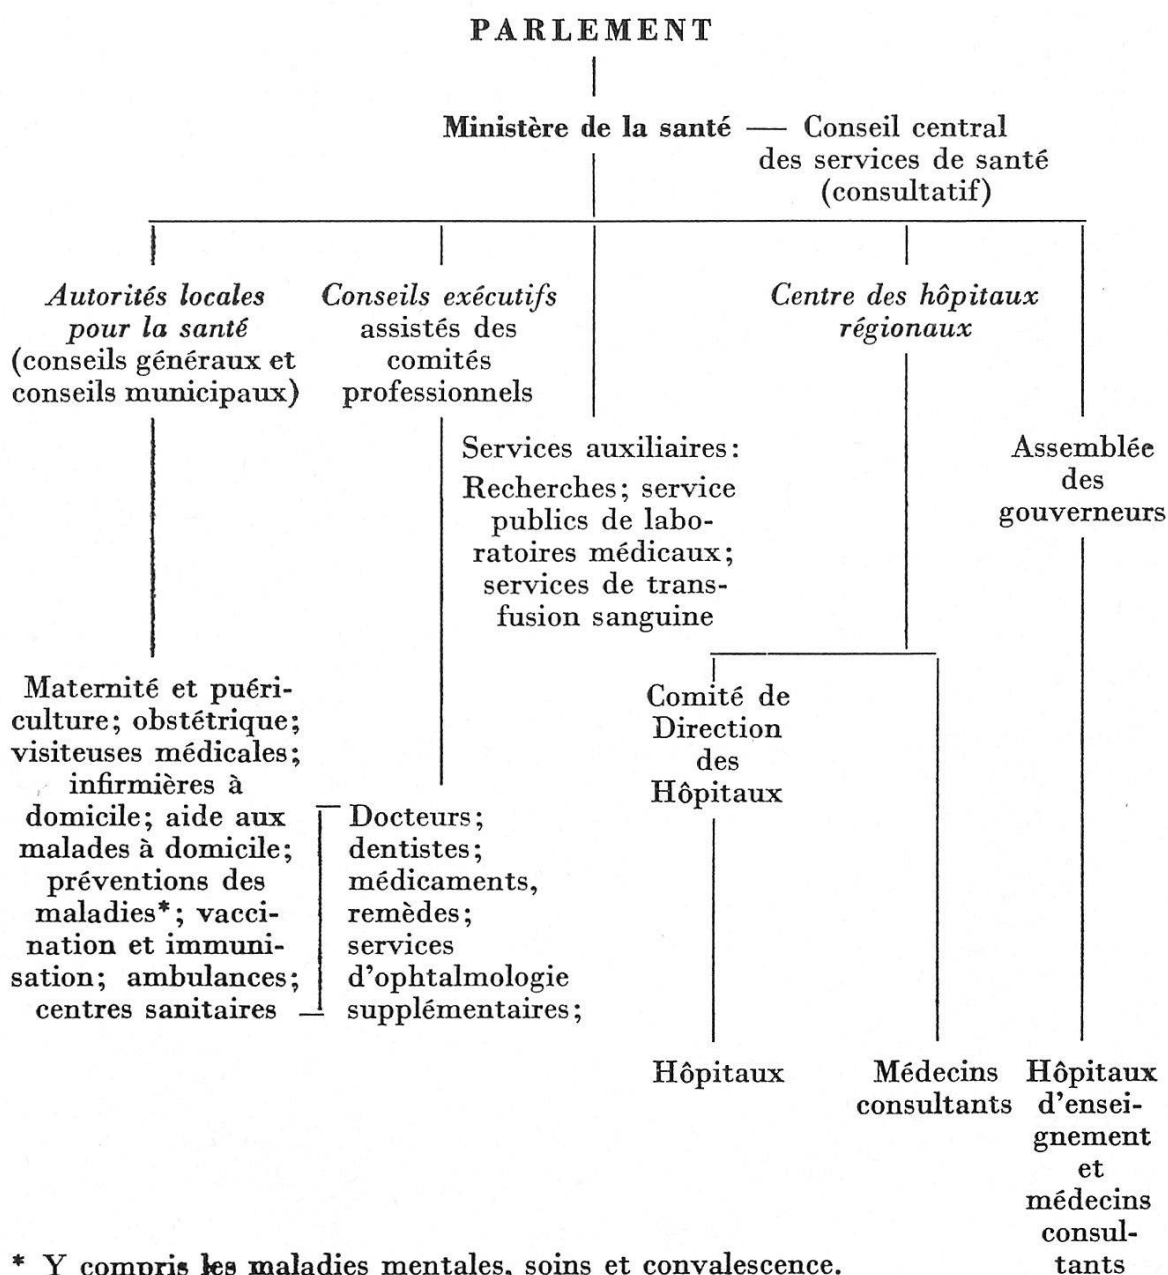 PARLEMENT
Ministère de la santé — Conseil central
des services de santé
(consultatif)
Autorités locales
pour la santé
(conseils généraux et
conseils municipaux)
Conseils exécutifs
assistés des
comités
professionnels
Centre des hôpitaux
régionaux
Services auxiliaires:
Recherches; service
publics de labo-
ratoires médicaux;
services de trans-
fusion sanguine
Assemblée
des
gouverneurs
Maternité et puéri-
culture; obstétrique;
visiteuses médicales;
infirmières à
domicile; aide aux
malades à domicile;
préventions des
maladies*; vacci-
nation et immuni-
sation; ambulances;
centres sanitaires
Docteurs;
dentistes;
médicaments,
remèdes;
services
d'ophtalmologie
supplémentaires;
Comité de
Direction
des
Hôpitaux
Hôpitaux
Médecins
consultants
Hôpitaux
d'ensei-
gnement
et
médecins
consul-
tants
* Y compris les maladies mentales, soins et convalescence.